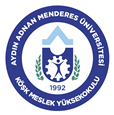 AYDIN ADNAN MENDERES ÜNİVERSİTESİ
1992
KÖŞK MESLEK YÜKSEKOKULU